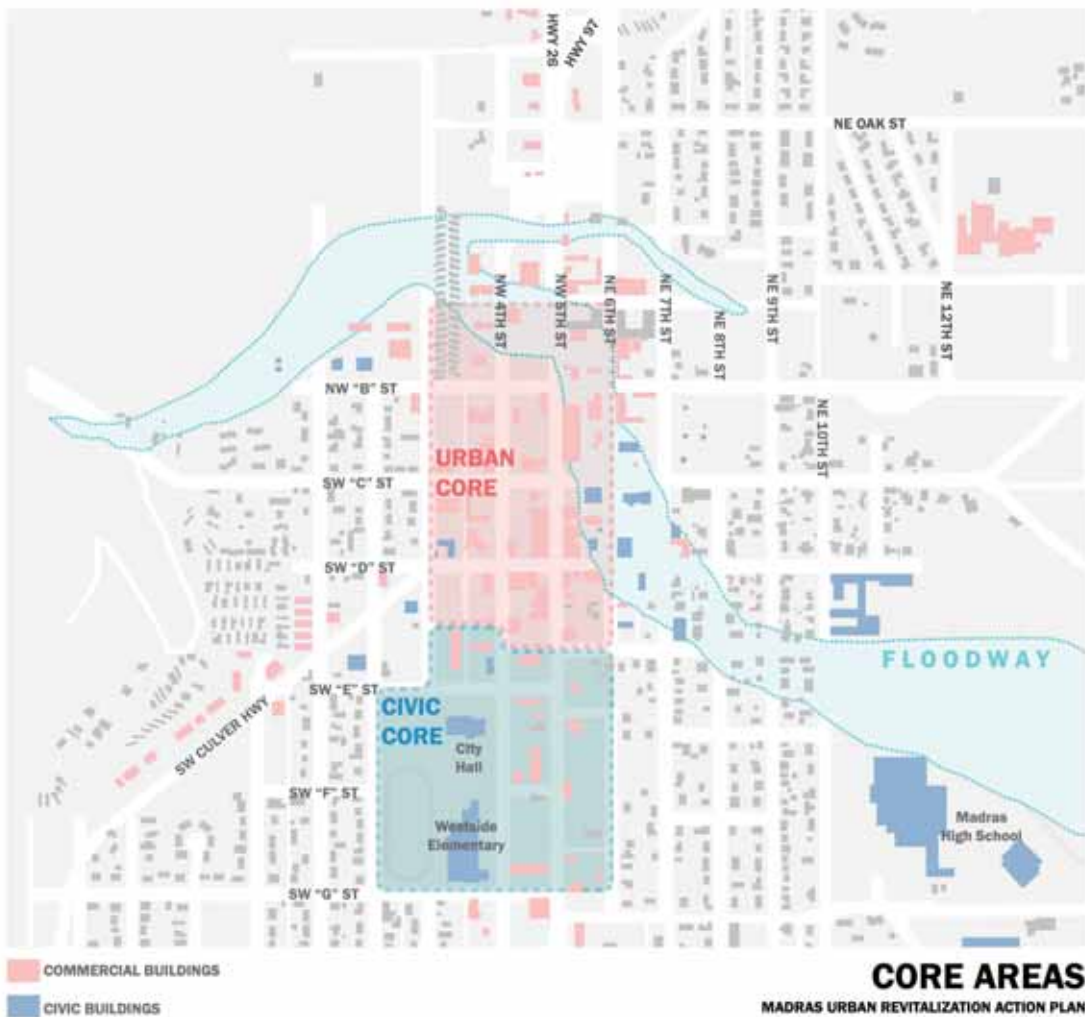 HWY 26
HWY 97
NE OAK ST
NW 4TH ST
NW 5TH ST
NE 6TH ST
NE 7TH ST
NE 8TH ST
NE 9TH ST
NE 12TH ST
NW "B" ST
NE 10TH ST
URBAN
CORE
SW "C" ST
SW "D" ST
FLOODWAY
SW "E" ST
CIVIC
CORE
SW CULVER HWY
City
Hall
SW "F" ST
Westside
Elementary
Madras
High School
SW "G" ST
COMMERCIAL BUILDINGS
CIVIC BUILDINGS
CORE AREAS
MADRAS URBAN REVITALIZATION ACTION PLAN